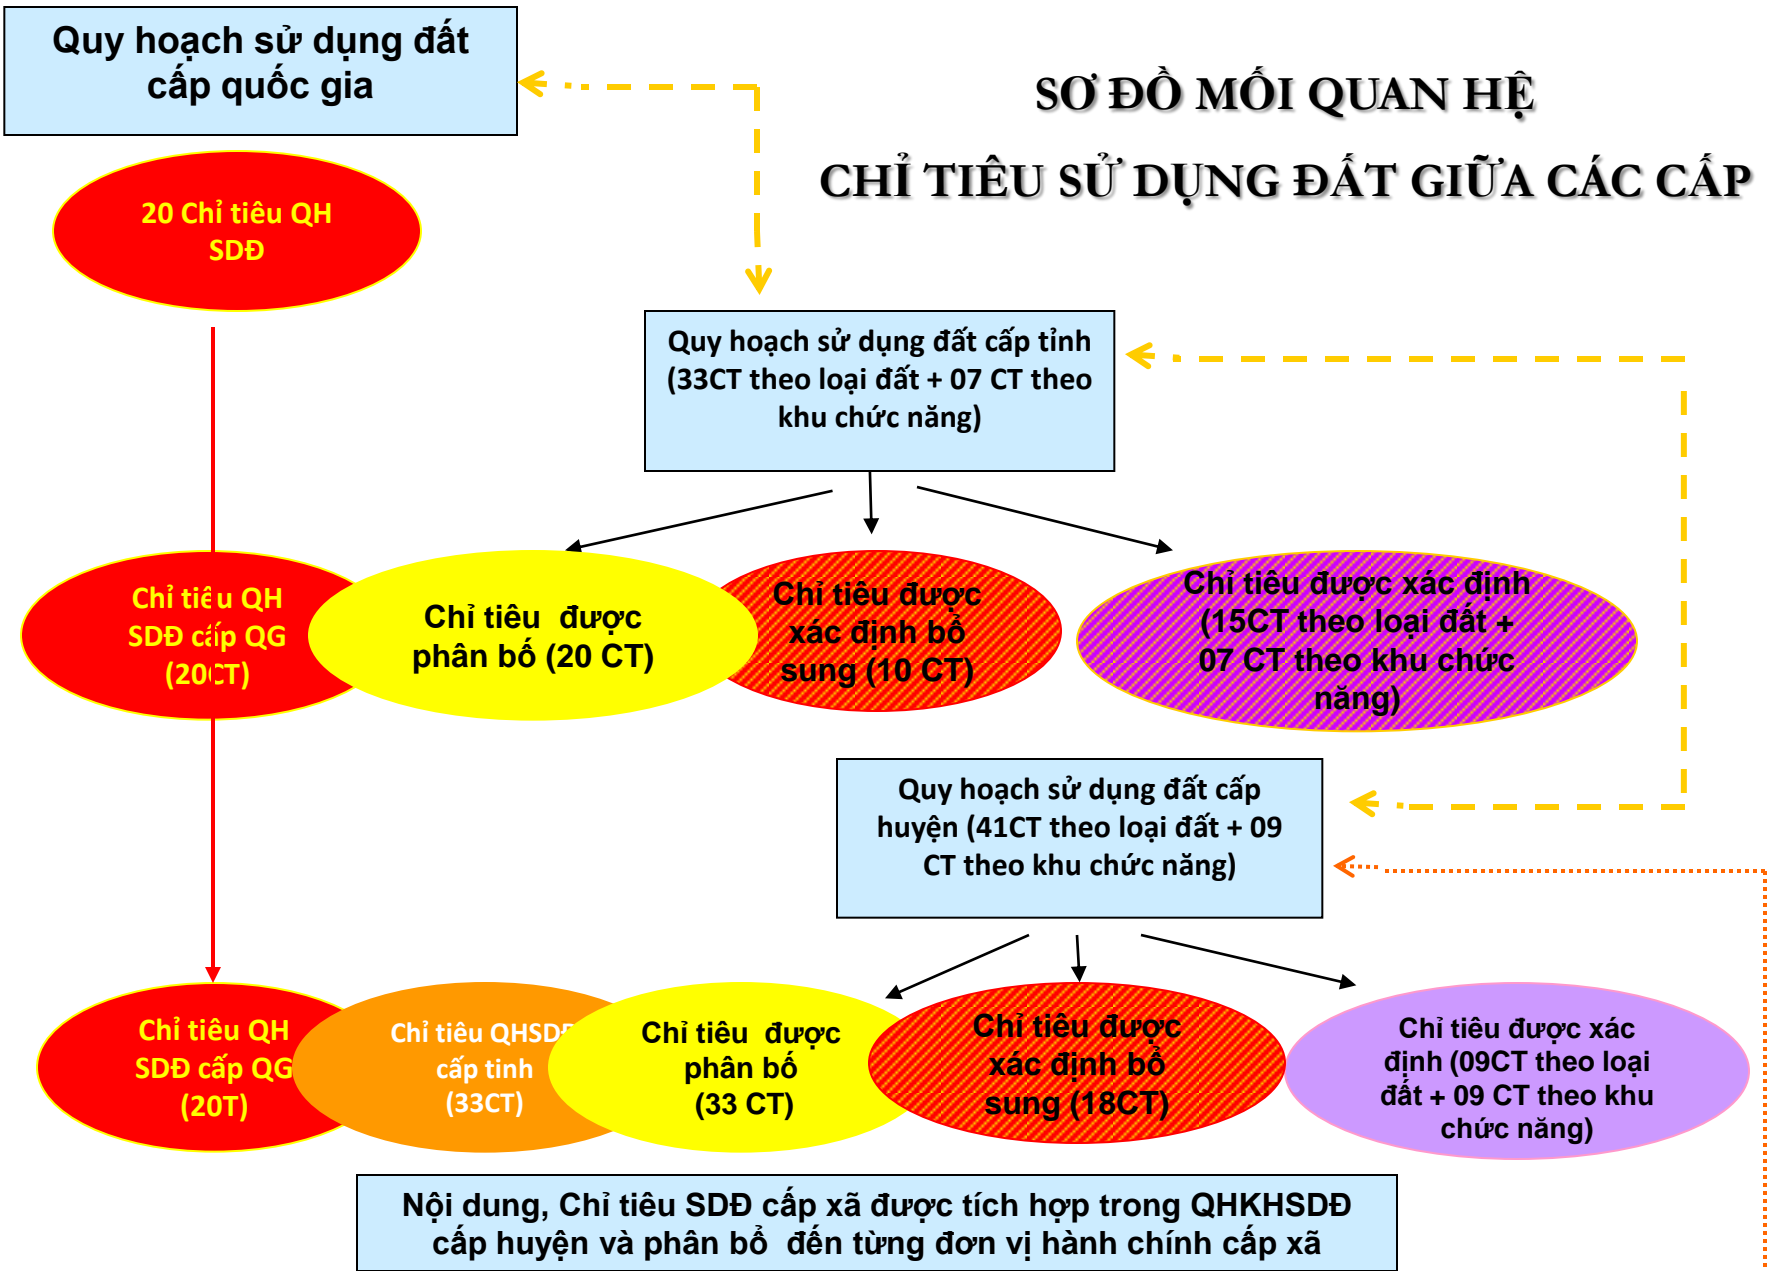 Quy hoạch sử dụng đất
cấp quốc gia
SƠ ĐỒ MỐI QUAN HỆ
CHỈ TIÊU SỬ DỤNG ĐẤT GIỮA CÁC CẤP
20 Chỉ tiêu QH
SDĐ
Quy hoạch sử dụng đất cấp tỉnh
(33CT theo loại đất + 07 CT theo
khu chức năng)
Chỉ tiêu QH
SDĐ cấp QG
(20CT)
Chỉ tiêu được
phân bổ (20 CT)
Chỉ tiêu được
xác định bổ
sung (10 CT)
Chỉ tiêu được xác định
(15CT theo loại đất +
07 CT theo khu chức
năng)
Quy hoạch sử dụng đất cấp
huyện (41CT theo loại đất + 09
CT theo khu chức năng)
Chỉ tiêu QH
SDĐ cấp QG
(20T)
Chỉ tiêu QHSDĐ
cấp tỉnh
(33CT)
Chỉ tiêu được
phân bổ
(33 CT)
Chỉ tiêu được
xác định bổ
sung (18CT)
Chỉ tiêu được xác
định (09CT theo loại
đất + 09 CT theo khu
chức năng)
Nội dung, Chỉ tiêu SDĐ cấp xã được tích hợp trong QHKHSDĐ
cấp huyện và phân bổ đến từng đơn vị hành chính cấp xã